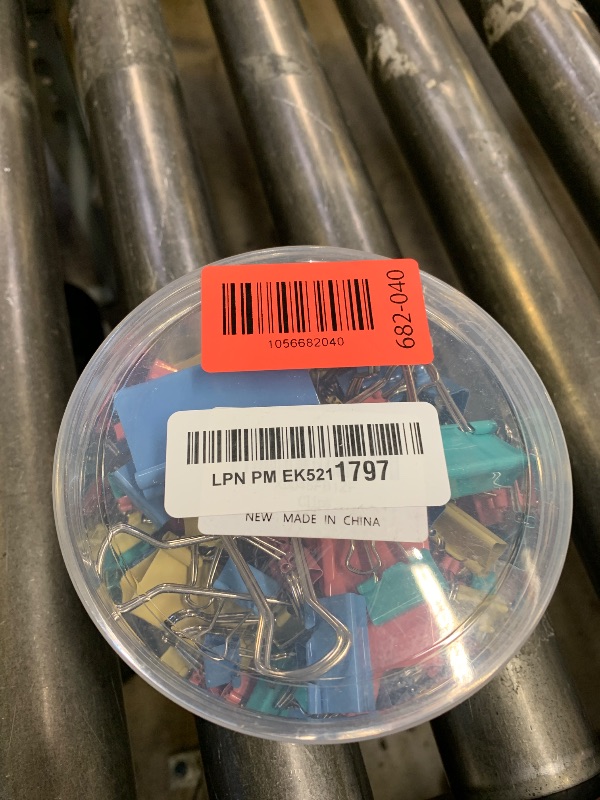 1056682040
682-040
LPN PM EK5211797
NEW MADE IN CHINA